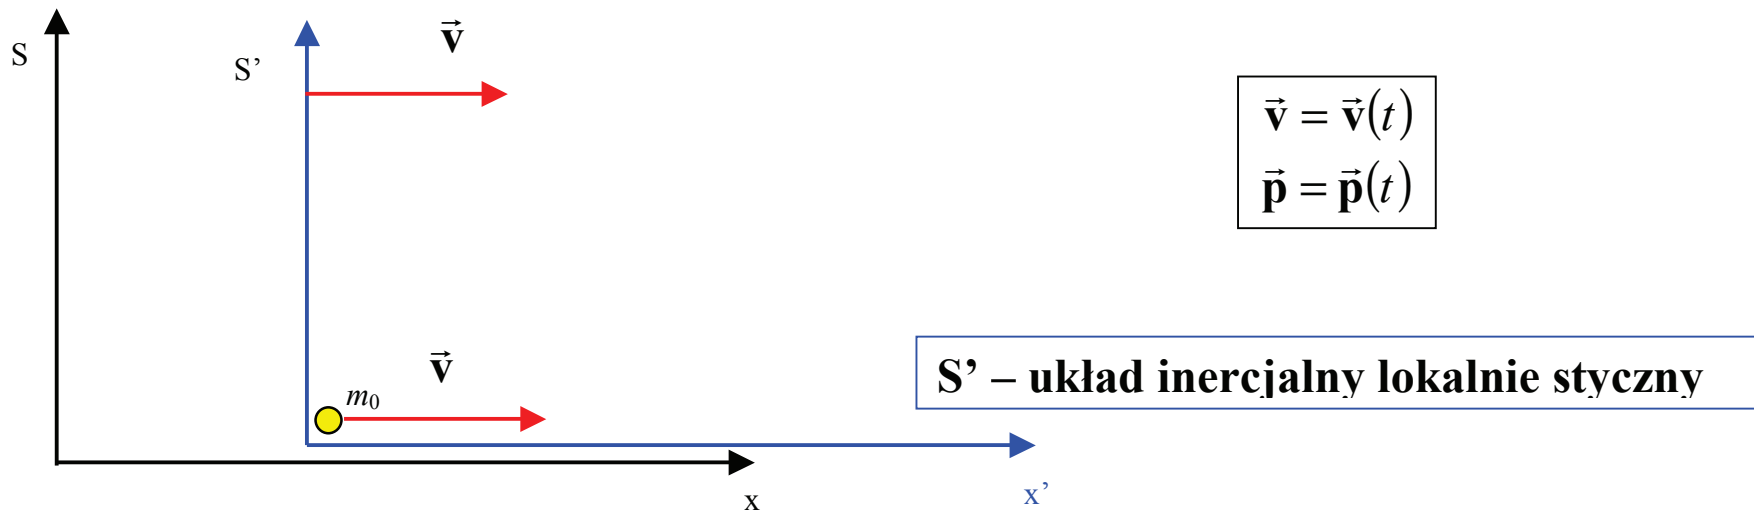 S
S’
v⃗
v⃗ = v⃗(t)
p⃗ = p⃗(t)
v⃗
m₀
S’ – układ inercjalny lokalnie styczny
x
x’